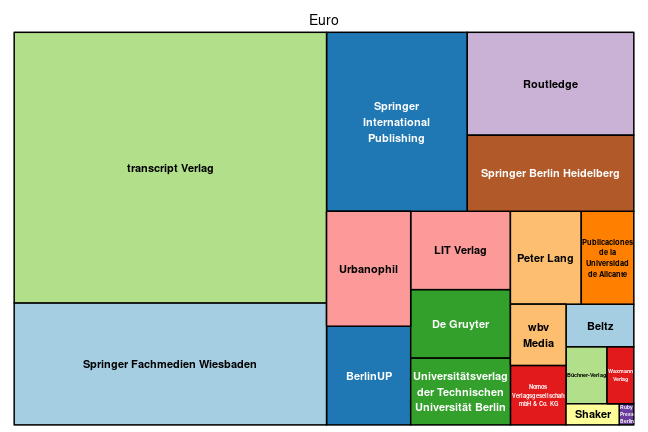 Euro
transcript Verlag
Springer Fachmedien Wiesbaden
Springer
International
Publishing
Routledge
Springer Berlin Heidelberg
Urbanophil
BerlinUP
LIT Verlag
De Gruyter
Universitätsverlag
der Technischen
Universität Berlin
Peter Lang
Publicaciones
de la
Universidad
de Alicante
wbv
Media
Nomos
Verlagsgesellschaft
mbH & Co. KG
Beltz
Büchner-Verlag
Waxmann
Verlag
Shaker
Ruby
Press
Berlin